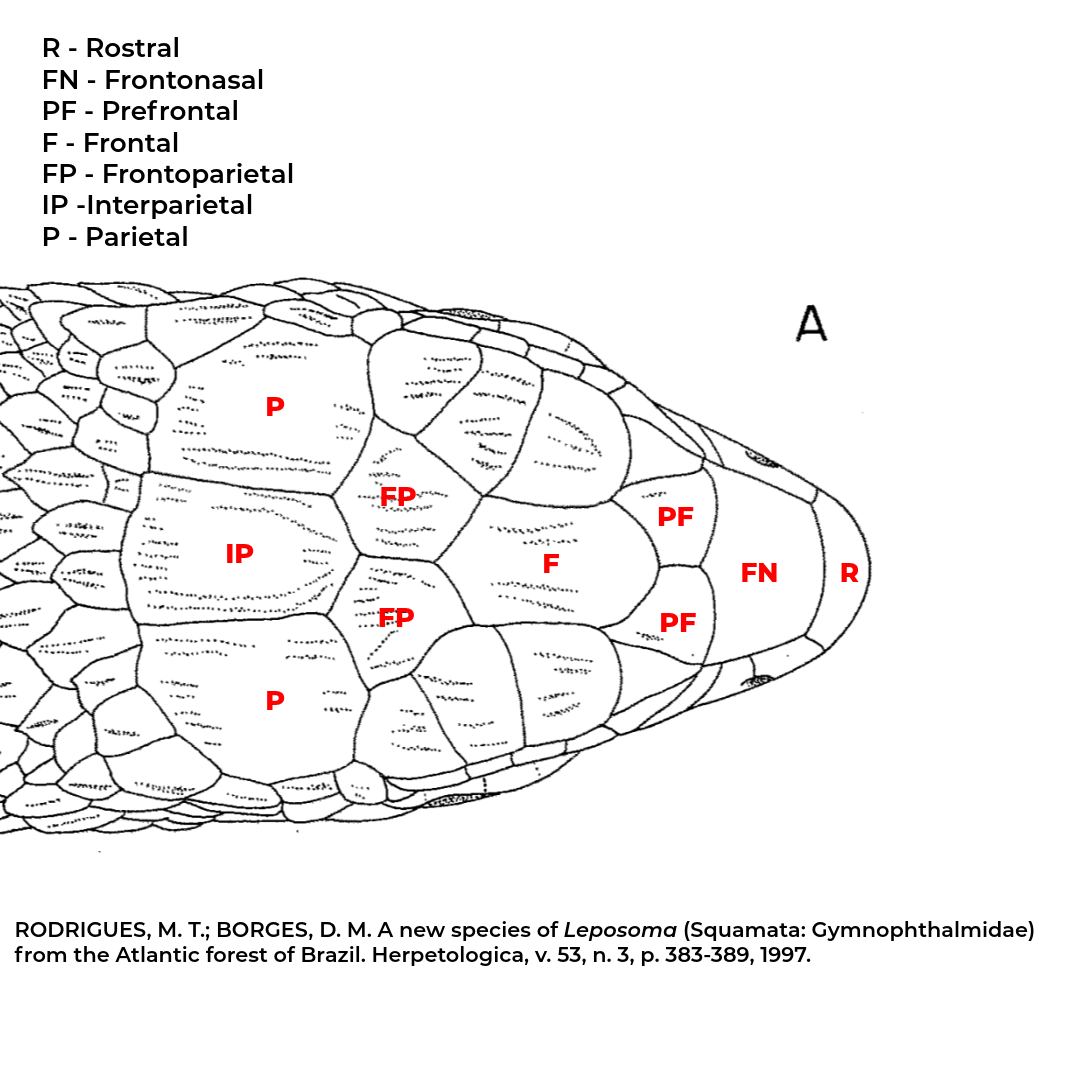 R - Rostral
FN - Frontonasal
PF - Prefrontal
F - Frontal
FP - Frontoparietal
IP -Interparietal
P - Parietal
A
P
FP
PF
IP
F
FN
R
FP
PF
P
RODRIGUES, M. T.; BORGES, D. M. A new species of Leposoma (Squamata: Gymnophthalmidae)
from the Atlantic forest of Brazil. Herpetologica, v. 53, n. 3, p. 383-389, 1997.